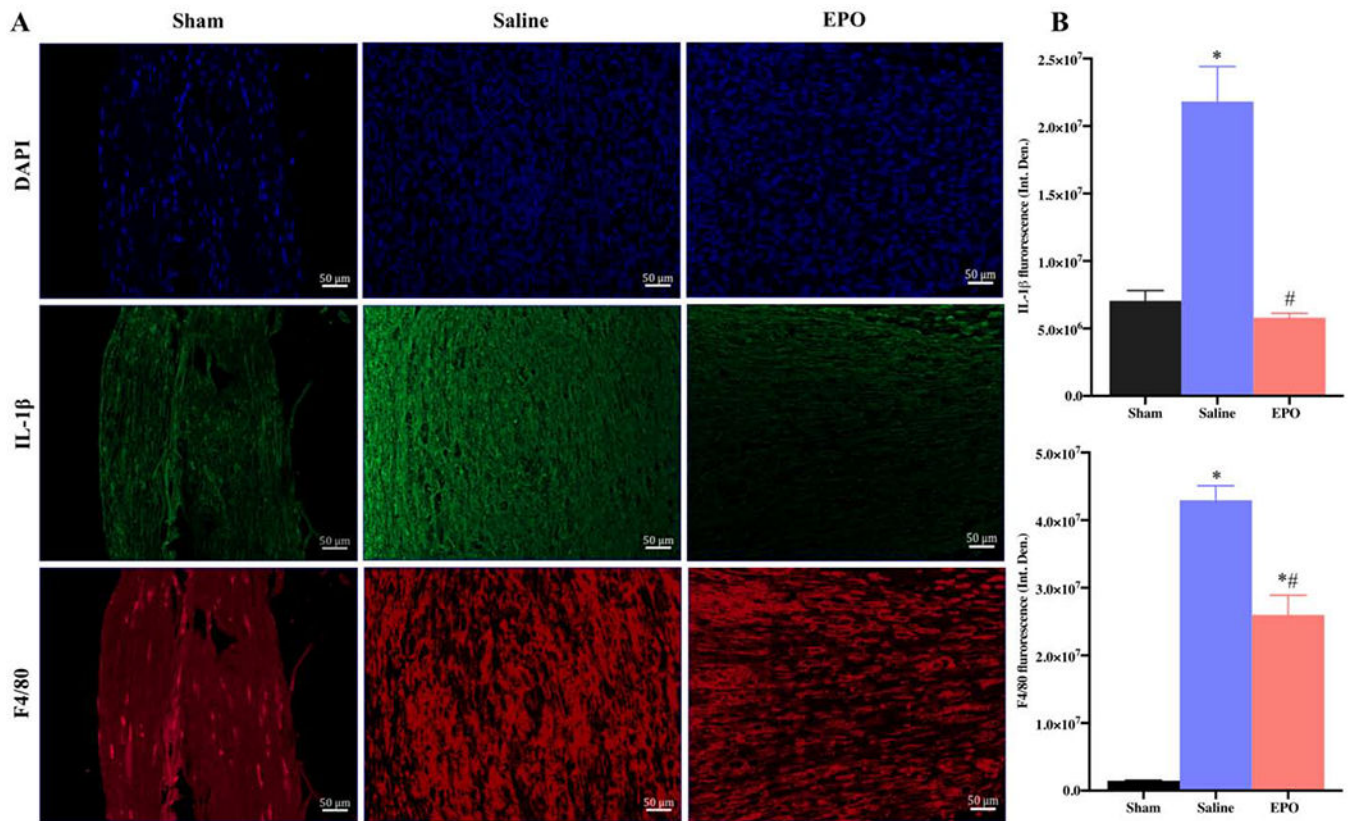 A
Sham
Saline
EPO
DAPI
50 μm
50 μm
50 μm
IL-1β
50 μm
50 μm
50 μm
F4/80
50 μm
50 μm
50 μm
B
IL-1β flurorescence (Int. Den.)
2.5×10⁷
2.0×10⁷
1.5×10⁷
1.0×10⁷
5.0×10⁶
0.0
*
#
Sham Saline EPO
F4/80 flurorescence (Int. Den.)
5.0×10⁷
4.0×10⁷
3.0×10⁷
2.0×10⁷
1.0×10⁷
0.0
*
*#
Sham Saline EPO